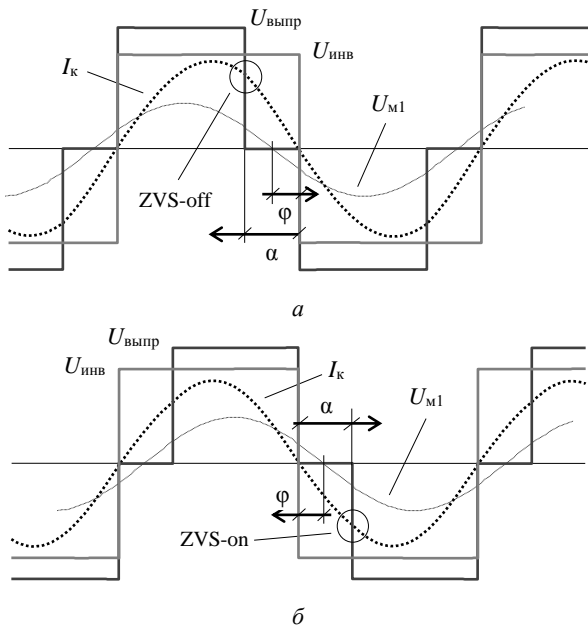 Uвыпр
Iк
Uинв
Uм1
ZVS-off
φ
α
а
Uвыпр
Uинв
Iк
α
Uм1
φ
ZVS-on
б